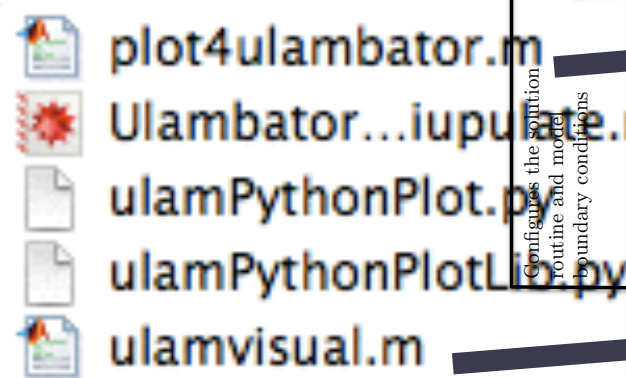 plot4ulambator.m
Ulambator...iupulate.
ulamPythonPlot.py
ulamPythonPlotLib.py
ulamvisual.m
Configures the solution
routine and model
boundary conditions